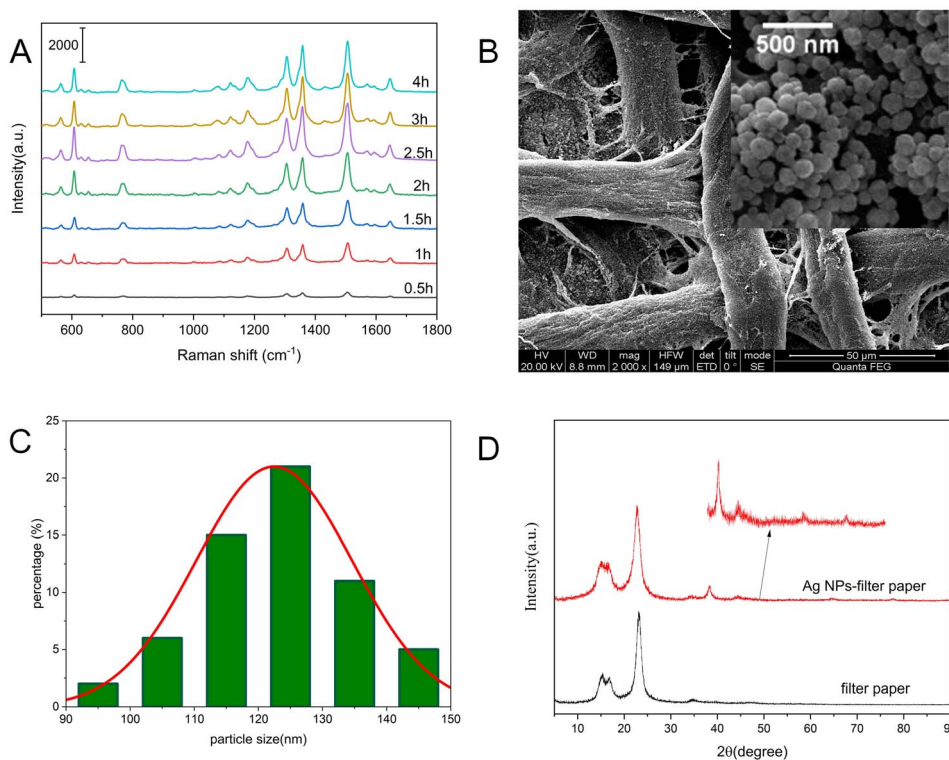 A
2000
4h
3h
2.5h
2h
1.5h
1h
0.5h
Intensity(a.u.)
600 800 1000 1200 1400 1600 1800
Raman shift (cm⁻¹)
B
500 nm
HV WD mag HFW det tilt mode
20.00 kV 8.8 mm 2 000 x 149 µm ETD 0 ° SE
50 µm
Quanta FEG
C
25
20
15
10
5
0
percentage (%)
90 100 110 120 130 140 150
particle size(nm)
D
Intensity(a.u.)
Ag NPs-filter paper
filter paper
10 20 30 40 50 60 70 80 90
2θ(degree)